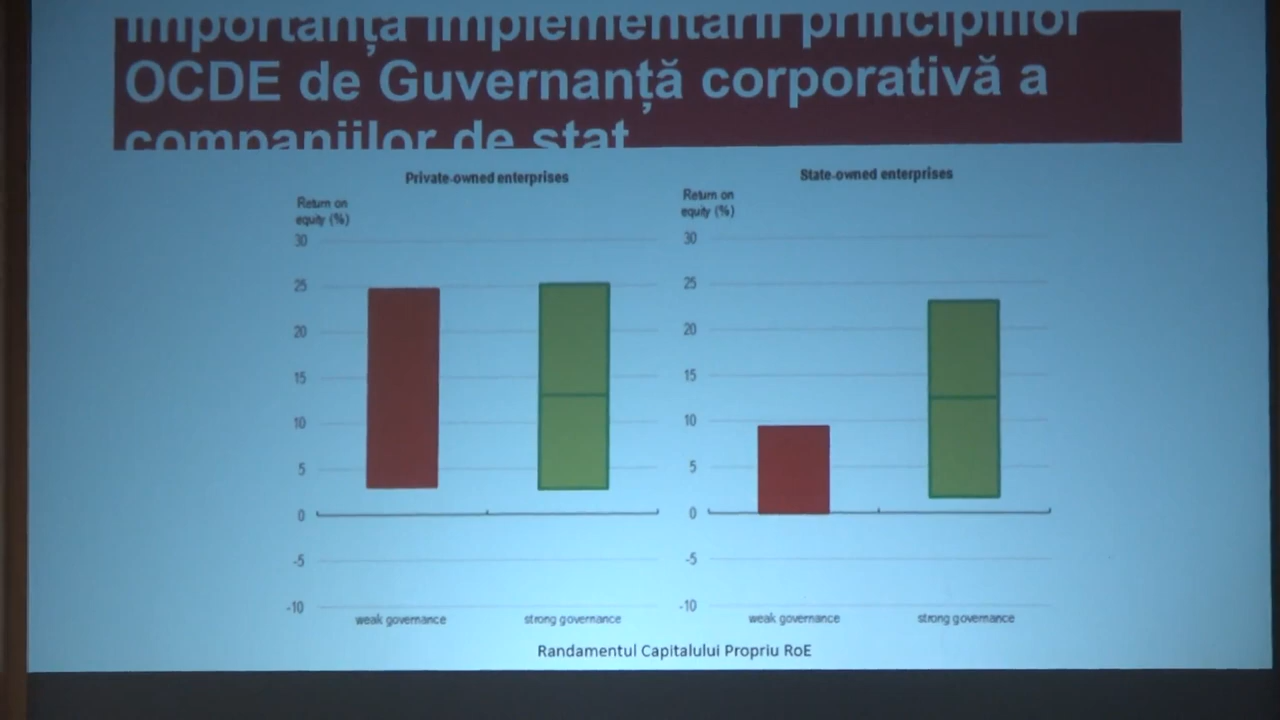 Importanța implementării principiilor
OCDE de Guvernanță corporativă a
companiilor de stat
Private-owned enterprises
Return on
equity (%)
30
25
20
15
10
5
0
-5
-10
weak governance
strong governance
State-owned enterprises
Return on
equity (%)
30
25
20
15
10
5
0
-5
-10
weak governance
strong governance
Randamentul Capitalului Propriu RoE